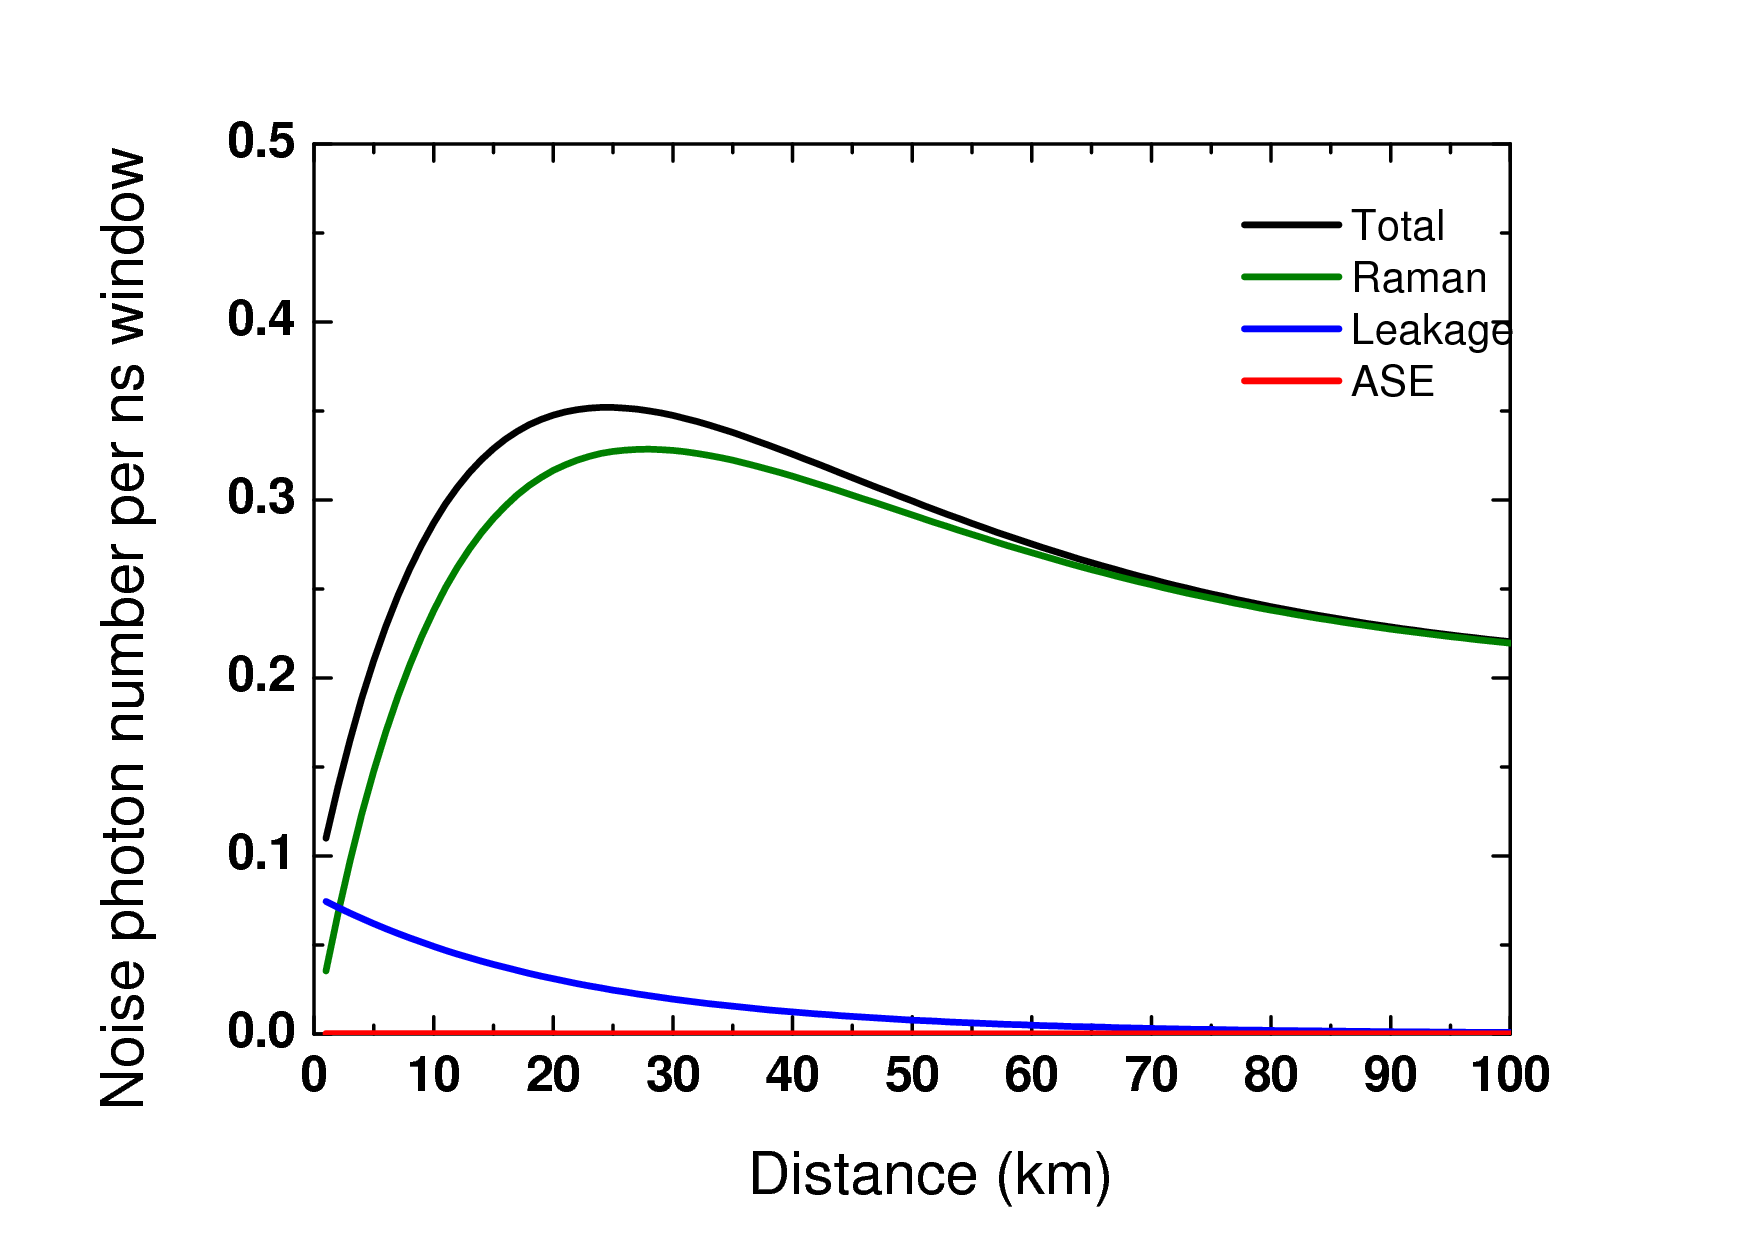 Noise photon number per ns window
0.5
0.4
0.3
0.2
0.1
0.0
Total
Raman
Leakage
ASE
0 10 20 30 40 50 60 70 80 90 100
Distance (km)